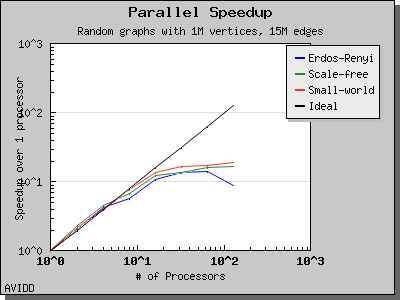 Parallel Speedup
Random graphs with 1M vertices, 15M edges
Speedup over 1 processor
10^3
10^2
10^1
10^0
10^0 10^1 10^2 10^3
# of Processors
Erdos-Renyi
Scale-free
Small-world
Ideal
AVIDD